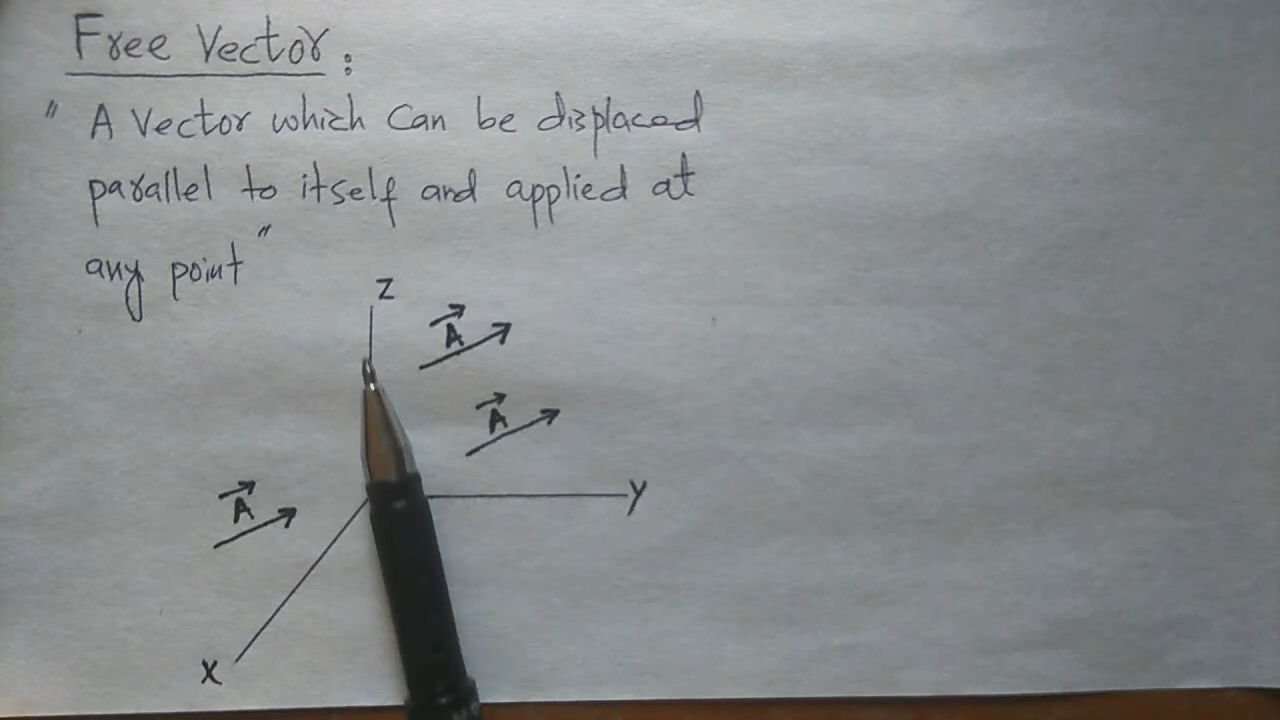 Free Vector:
" A Vector which can be displaced
parallel to itself and applied at
any point "
Z
A
A
A
y
X